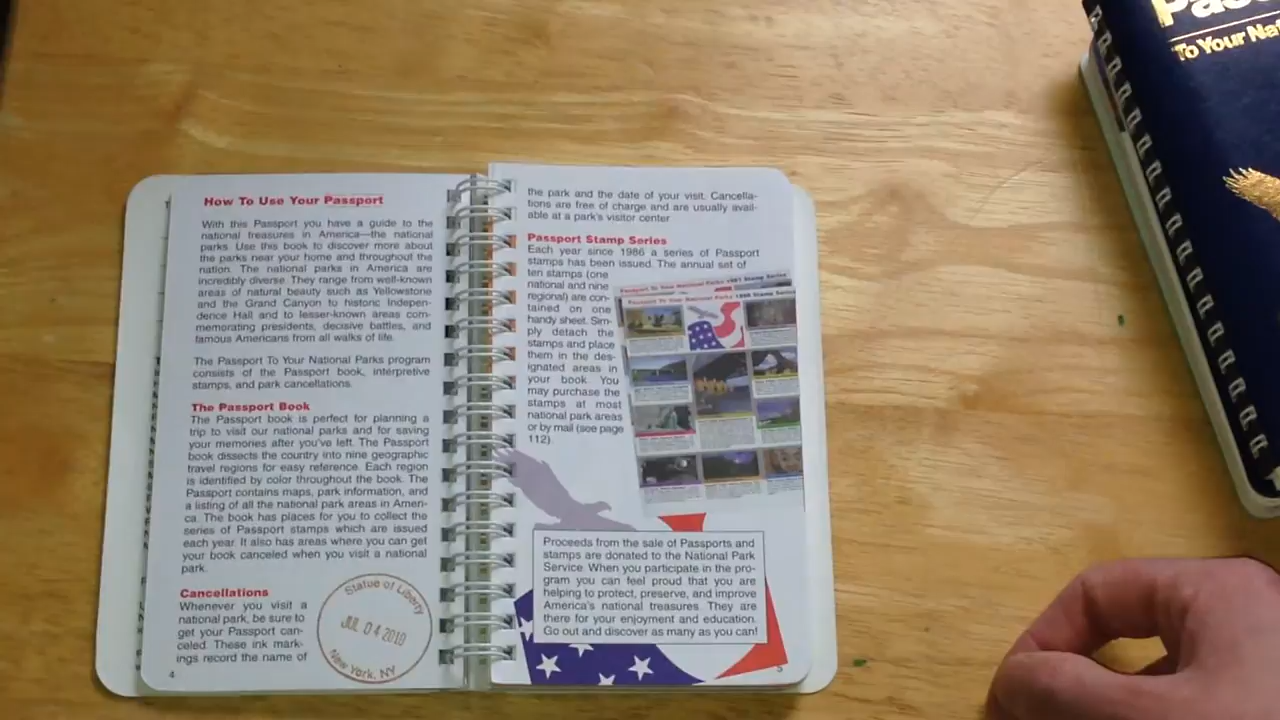 How To Use Your Passport
With this Passport you have a guide to the
national treasures in America—the national
parks. Use this book to discover more about
the parks near your home and throughout the
nation. The national parks in America are
incredibly diverse. They range from well-known
areas of natural beauty such as Yellowstone
and the Grand Canyon to historic Indepen-
dence Hall and to lesser-known areas com-
memorating presidents, decisive battles, and
famous Americans from all walks of life.
The Passport To Your National Parks program
consists of the Passport book, interpretive
stamps, and park cancellations.
The Passport Book
The Passport book is perfect for planning a
trip to visit our national parks and for saving
your memories after you've left. The Passport
book dissects the country into nine geographic
travel regions for easy reference. Each region
is identified by color throughout the book. The
Passport contains maps, park information, and
a listing of all the national park areas in Amer-
ica. The book has places for you to collect the
series of Passport stamps which are issued
each year. It also has areas where you can get
your book canceled when you visit a national
park.
Cancellations
Whenever you visit a
national park, be sure to
get your Passport can-
celed. These ink mark-
ings record the name of
Statue of Liberty
JUL 04 2010
New York, NY
4
the park and the date of your visit. Cancella-
tions are free of charge and are usually avail-
able at a park's visitor center
Passport Stamp Series
Each year since 1986 a series of Passport
stamps has been issued. The annual set of
ten stamps (one
national and nine
regional) are con-
tained on one
handy sheet. Sim-
ply detach the
stamps and place
them in the des-
ignated areas in
your book. You
may purchase the
stamps at most
national park areas
or by mail (see page
112).
Passport To Your National Parks Stamp Series
Passport To Your National Parks Stamp Series
Proceeds from the sale of Passports and
stamps are donated to the National Park
Service. When you participate in the pro-
gram you can feel proud that you are
helping to protect, preserve, and improve
America's national treasures. They are
there for your enjoyment and education.
Go out and discover as many as you can!
5
To Your Nat